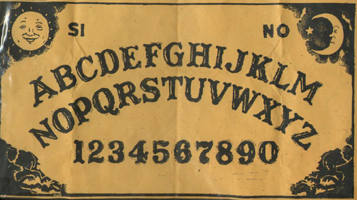 SI NO
ABCDEFGHIJKLM
NOPQRSTUVWXYZ
1234567890